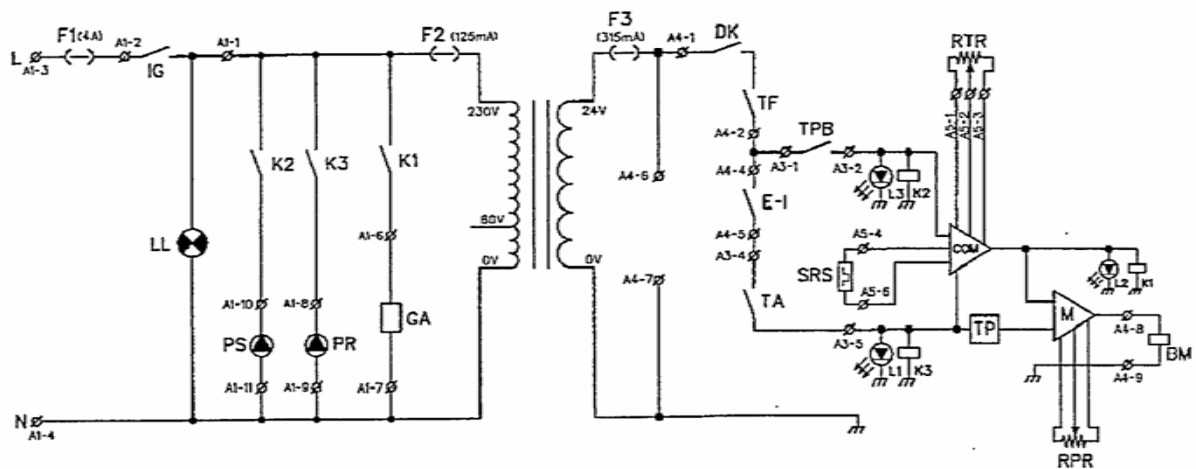 F1(4A)
A1-2
IG
A1-1
F2 (125mA)
F3
(315mA)
A4-1
DK
RTR
L
A1-3
230V
24V
TF
A4-2
TPB
A3-1
A3-2
A5-1
A5-2
A5-3
K2
K3
K1
A4-6
A4-4
L3
K2
E-I
LL
A1-6
80V
A4-5
A3-4
A5-4
COM
SRS
A5-6
0V
0V
A4-7
TA
L2
K1
A1-10
A1-8
GA
PS
PR
A3-5
TP
M
A4-8
BM
L1
K3
A4-9
A1-11
A1-9
A1-7
N
A1-4
RPR